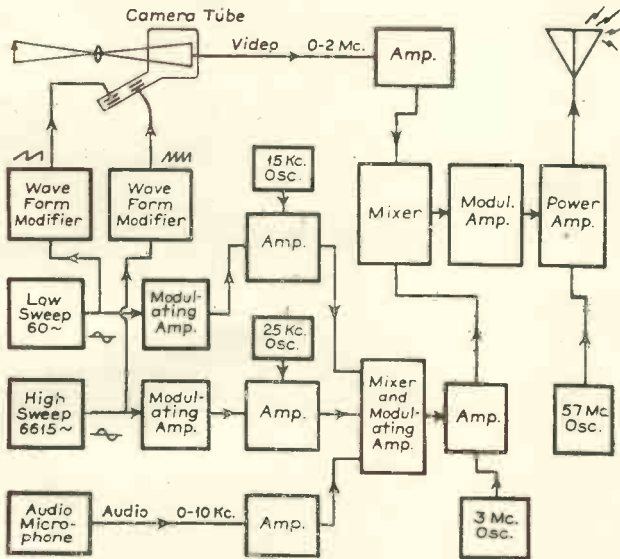 Camera Tube
Video 0-2 Mc.
Amp.
15 Kc.
Osc.
Wave
Form
Modifier
Wave
Form
Modifier
Amp.
Mixer
Modul.
Amp.
Power
Amp.
Low
Sweep
60~
Modul-
ating
Amp.
25 Kc.
Osc.
High
Sweep
6615~
Modul-
ating
Amp.
Amp.
Mixer
and
Modul-
ating
Amp.
Amp.
57 Mc.
Osc.
Audio
Micro-
phone
Audio 0-10 Kc.
Amp.
3 Mc.
Osc.